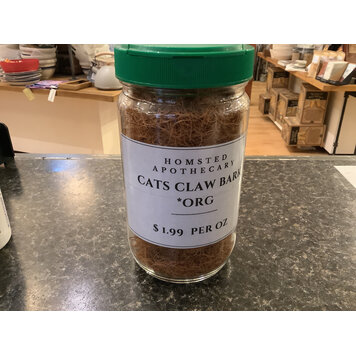 HOMSTED
APOTHECARY
CATS CLAW BARK
*ORG
$1.99 PER OZ